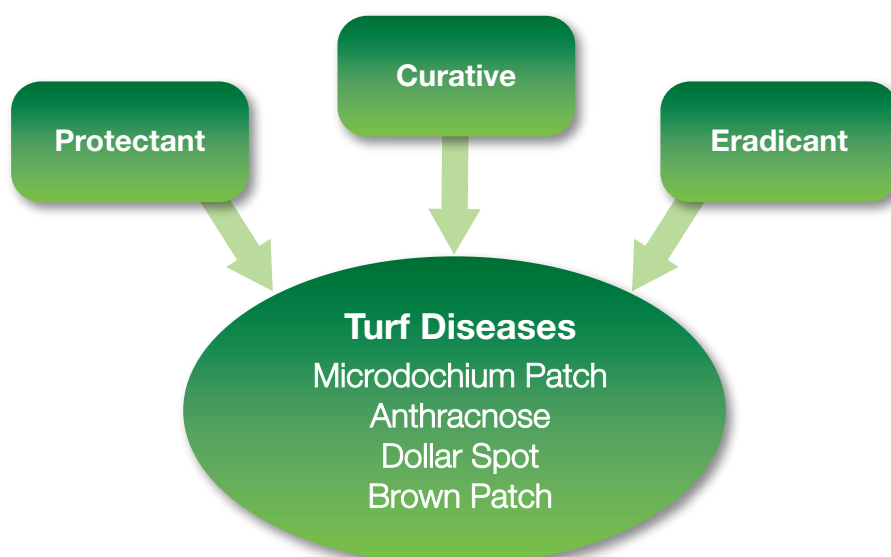 Protectant
Curative
Eradicant
Turf Diseases
Microdochium Patch
Anthracnose
Dollar Spot
Brown Patch